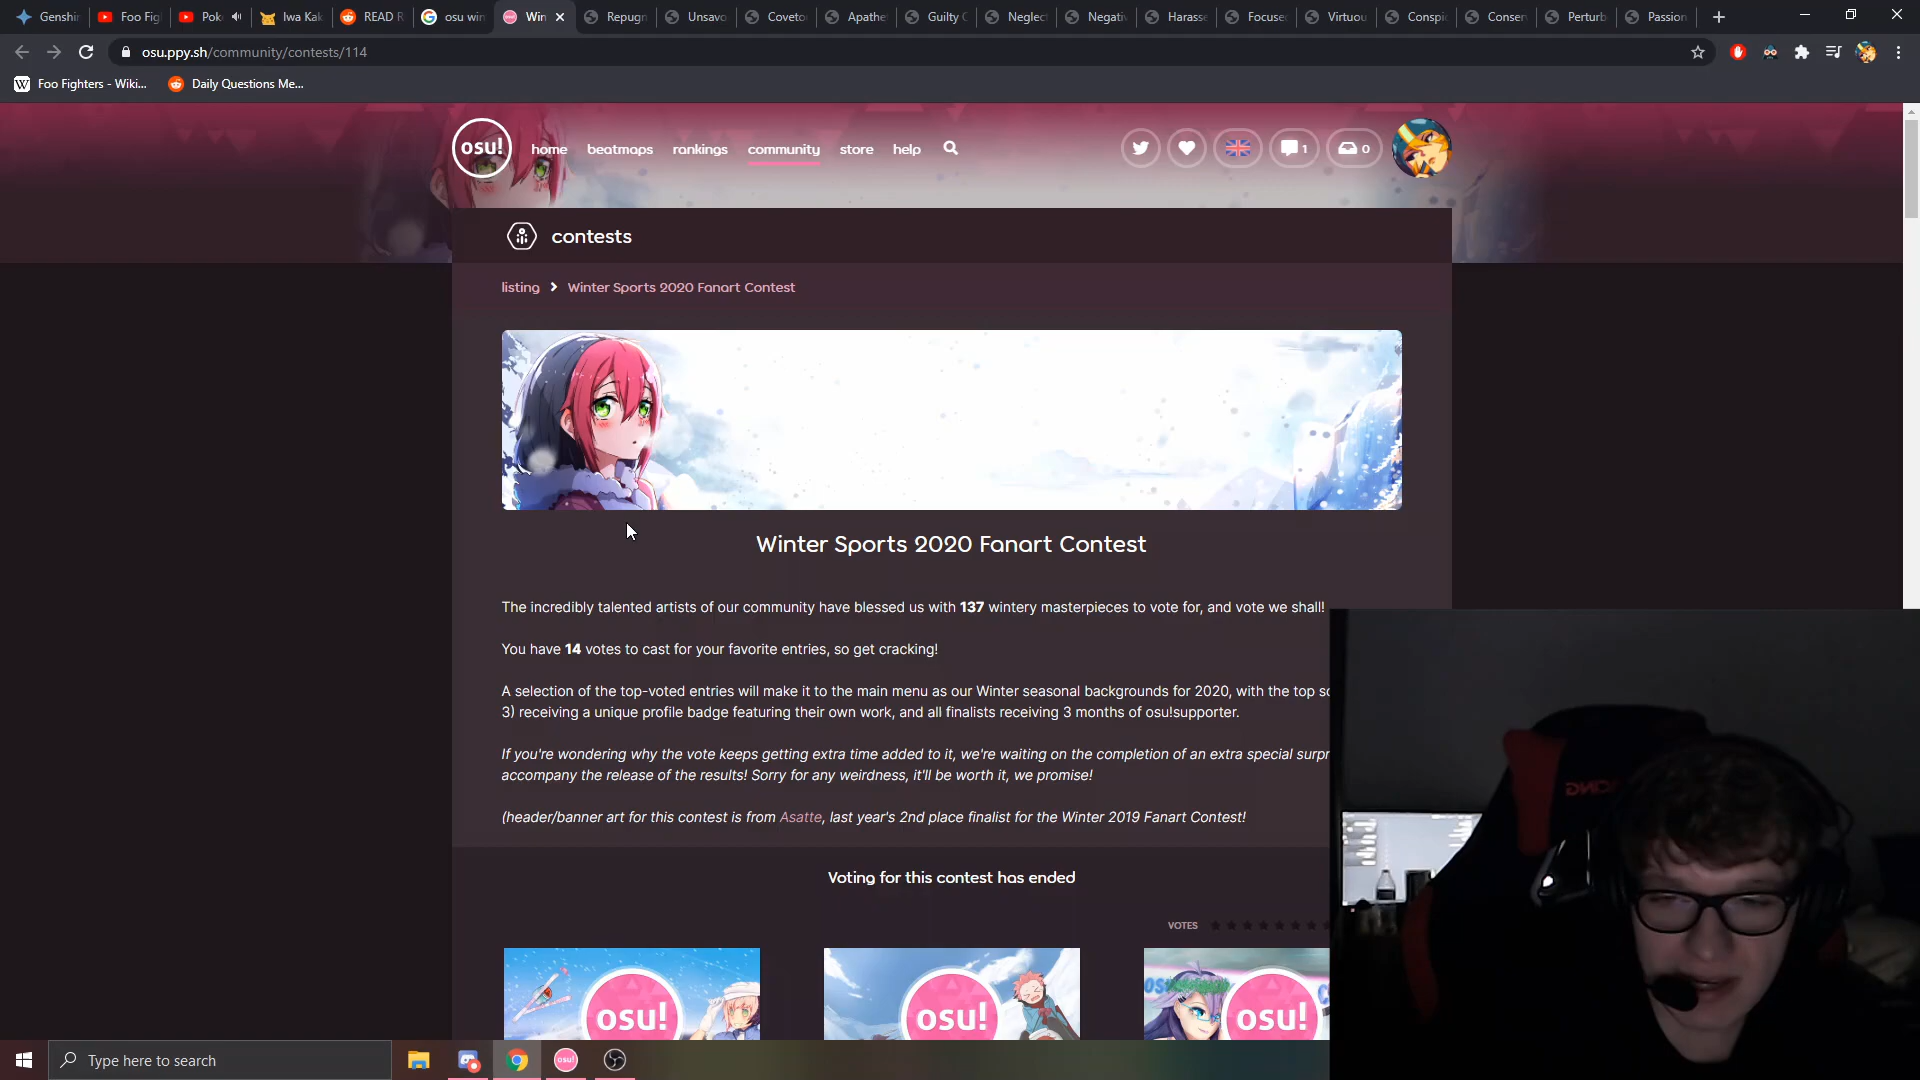 Genshin
Foo Fig
Pok
Iwa Kak
READ R
osu win
Win
Repugn
Unsavo
Coveto
Apathe
Guilty C
Neglect
Negati
Harass
Focuse
Virtuou
Conspi
Conser
Perturb
Passion
osu.ppy.sh/community/contests/114
Foo Fighters - Wiki...
Daily Questions Me...
osu!
home
beatmaps
rankings
community
store
help
1
0
contests
listing
Winter Sports 2020 Fanart Contest
Winter Sports 2020 Fanart Contest
The incredibly talented artists of our community have blessed us with 137 wintery masterpieces to vote for, and vote we shall!
You have 14 votes to cast for your favorite entries, so get cracking!
A selection of the top-voted entries will make it to the main menu as our Winter seasonal backgrounds for 2020, with the top sc
3) receiving a unique profile badge featuring their own work, and all finalists receiving 3 months of osu!supporter.
If you're wondering why the vote keeps getting extra time added to it, we're waiting on the completion of an extra special surpr
accompany the release of the results! Sorry for any weirdness, it'll be worth it, we promise!
(header/banner art for this contest is from Asatte, last year's 2nd place finalist for the Winter 2019 Fanart Contest!
Voting for this contest has ended
VOTES
osu!
osu!
osu!
Type here to search
osu!